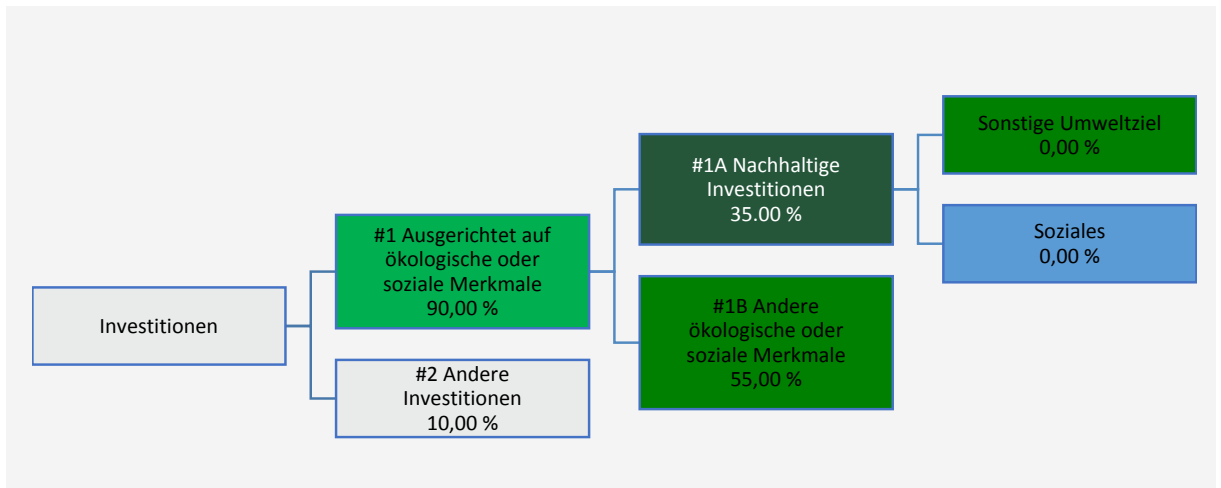 Investitionen
#1 Ausgerichtet auf
ökologische oder
soziale Merkmale
90,00 %
#2 Andere
Investitionen
10,00 %
#1A Nachhaltige
Investitionen
35.00 %
#1B Andere
ökologische oder
soziale Merkmale
55,00 %
Sonstige Umweltziel
0,00 %
Soziales
0,00 %